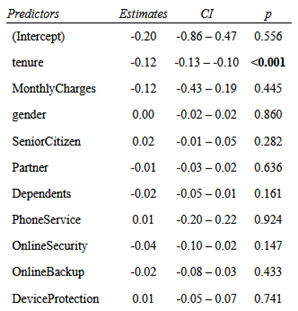 Predictors Estimates CI p
(Intercept) -0.20 -0.86 – 0.47 0.556
tenure -0.12 -0.13 – -0.10 <0.001
MonthlyCharges -0.12 -0.43 – 0.19 0.445
gender 0.00 -0.02 – 0.02 0.860
SeniorCitizen 0.02 -0.01 – 0.05 0.282
Partner -0.01 -0.03 – 0.02 0.636
Dependents -0.02 -0.05 – 0.01 0.161
PhoneService 0.01 -0.20 – 0.22 0.924
OnlineSecurity -0.04 -0.10 – 0.02 0.147
OnlineBackup -0.02 -0.08 – 0.03 0.433
DeviceProtection 0.01 -0.05 – 0.07 0.741